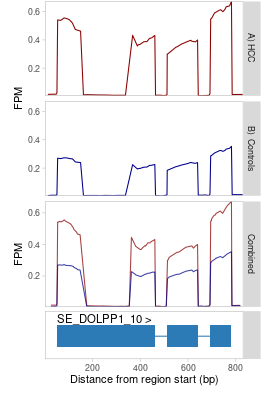 0.6
0.4
0.2
FPM
A) HCC
0.6
0.4
0.2
FPM
B) Controls
0.6
0.4
0.2
FPM
Combined
SE_DOLPP1_10 >
200 400 600 800
Distance from region start (bp)